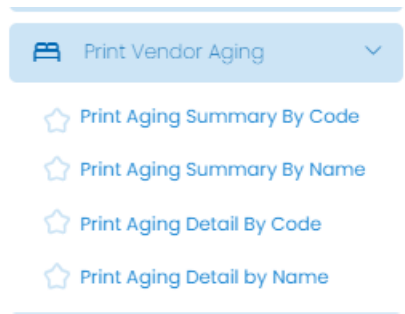 Print Vendor Aging
Print Aging Summary By Code
Print Aging Summary By Name
Print Aging Detail By Code
Print Aging Detail by Name